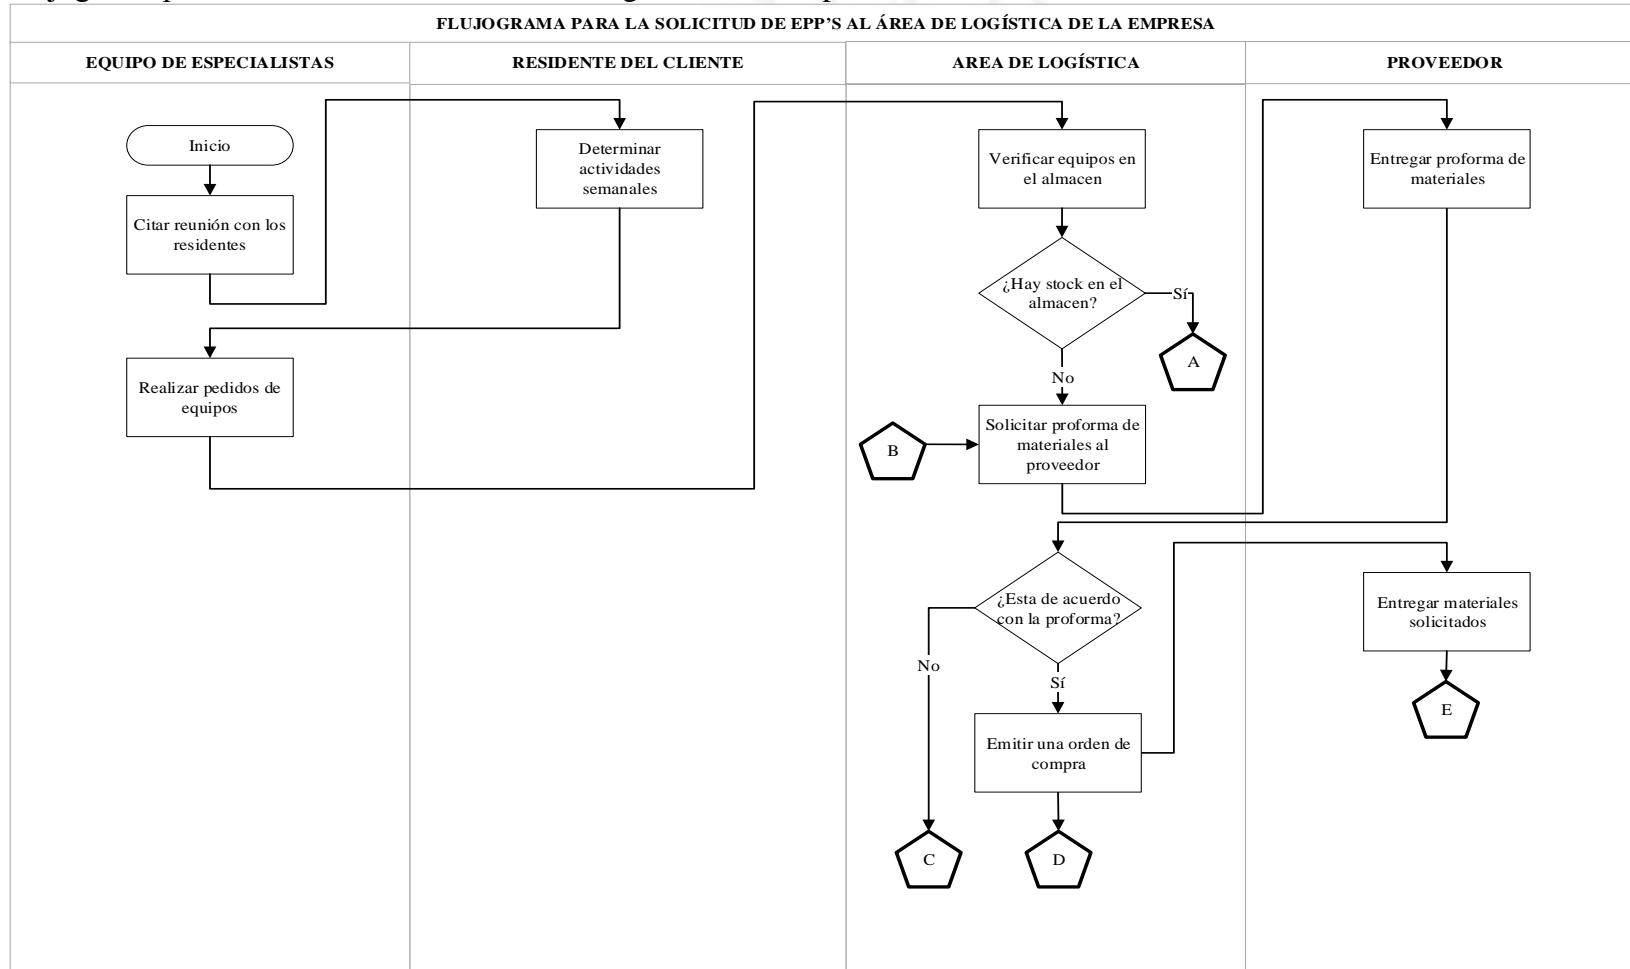 FLUJOGRAMA PARA LA SOLICITUD DE EPP'S AL ÁREA DE LOGÍSTICA DE LA EMPRESA
EQUIPO DE ESPECIALISTAS
RESIDENTE DEL CLIENTE
AREA DE LOGÍSTICA
PROVEEDOR
Inicio
Citar reunión con los
residentes
Determinar
actividades
semanales
Realizar pedidos de
equipos
Verificar equipos en
el almacen
¿Hay stock en el
almacen?
Sí
A
No
B
Solicitar proforma de
materiales al
proveedor
Entregar proforma de
materiales
¿Esta de acuerdo
con la proforma?
No
Sí
Emitir una orden de
compra
C
D
Entregar materiales
solicitados
E